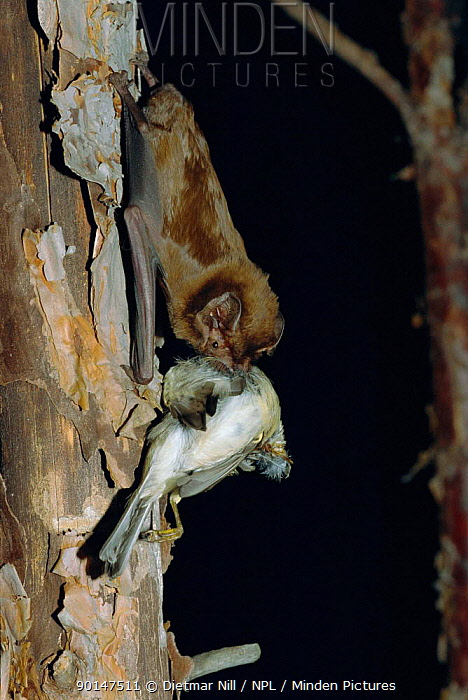 MINDEN
PICTURES
90147511 © Dietmar Nill / NPL / Minden Pictures